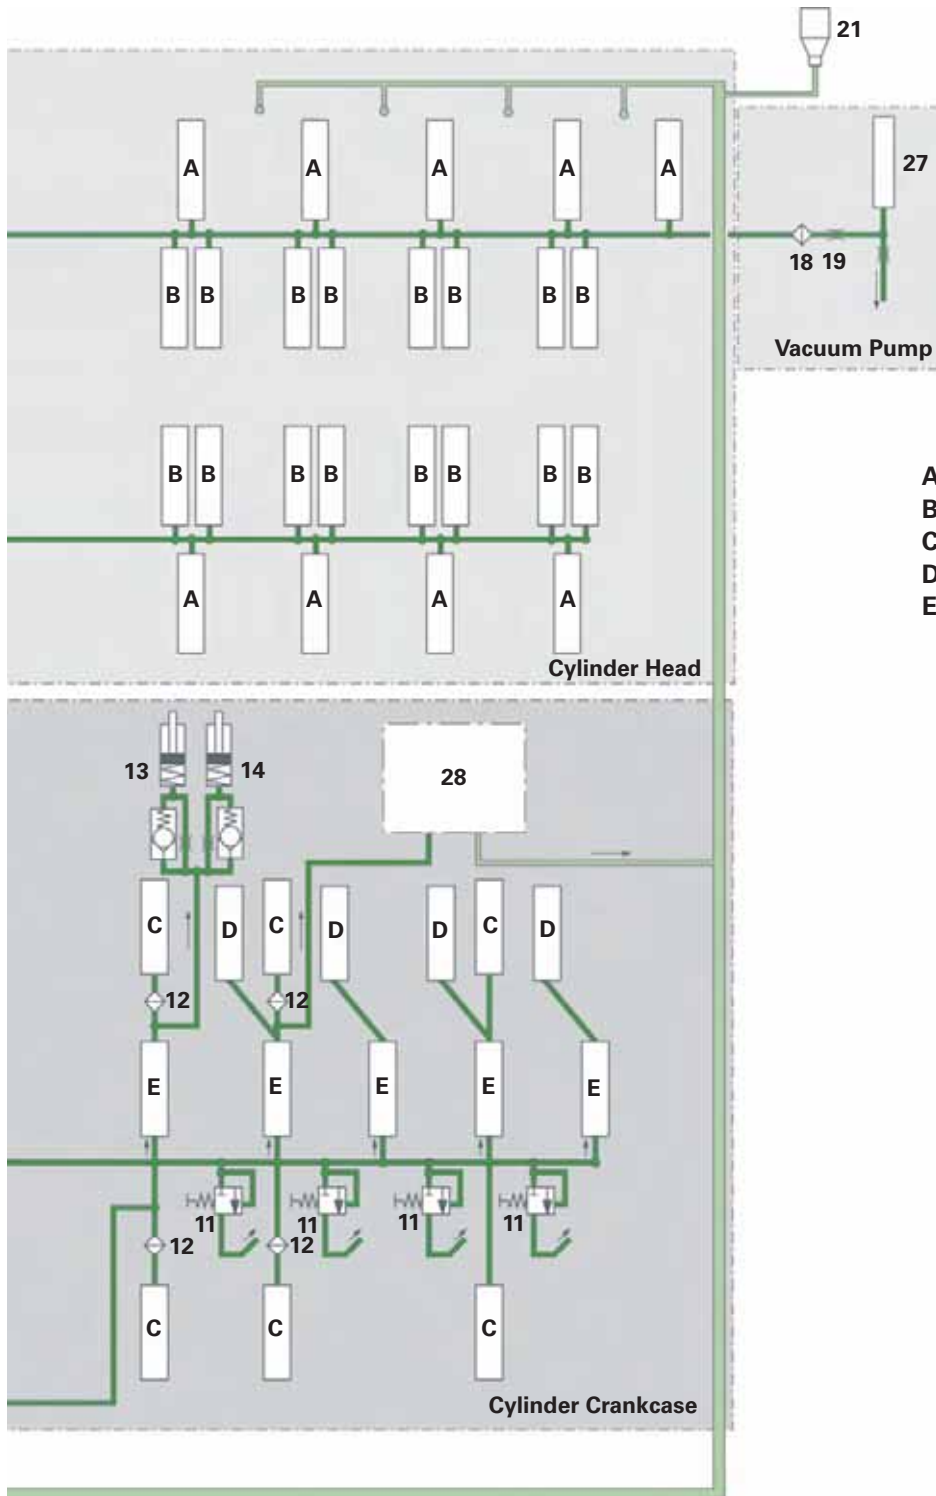 21
A A A A A
27
18 19
B B B B B B B B
Vacuum Pump
B B B B B B B B
A
B
C
D
E
A A A A
Cylinder Head
13 14
28
C D C D D C D
12 12
E E E E E
11 11 11 11
12 12
C C C
Cylinder Crankcase